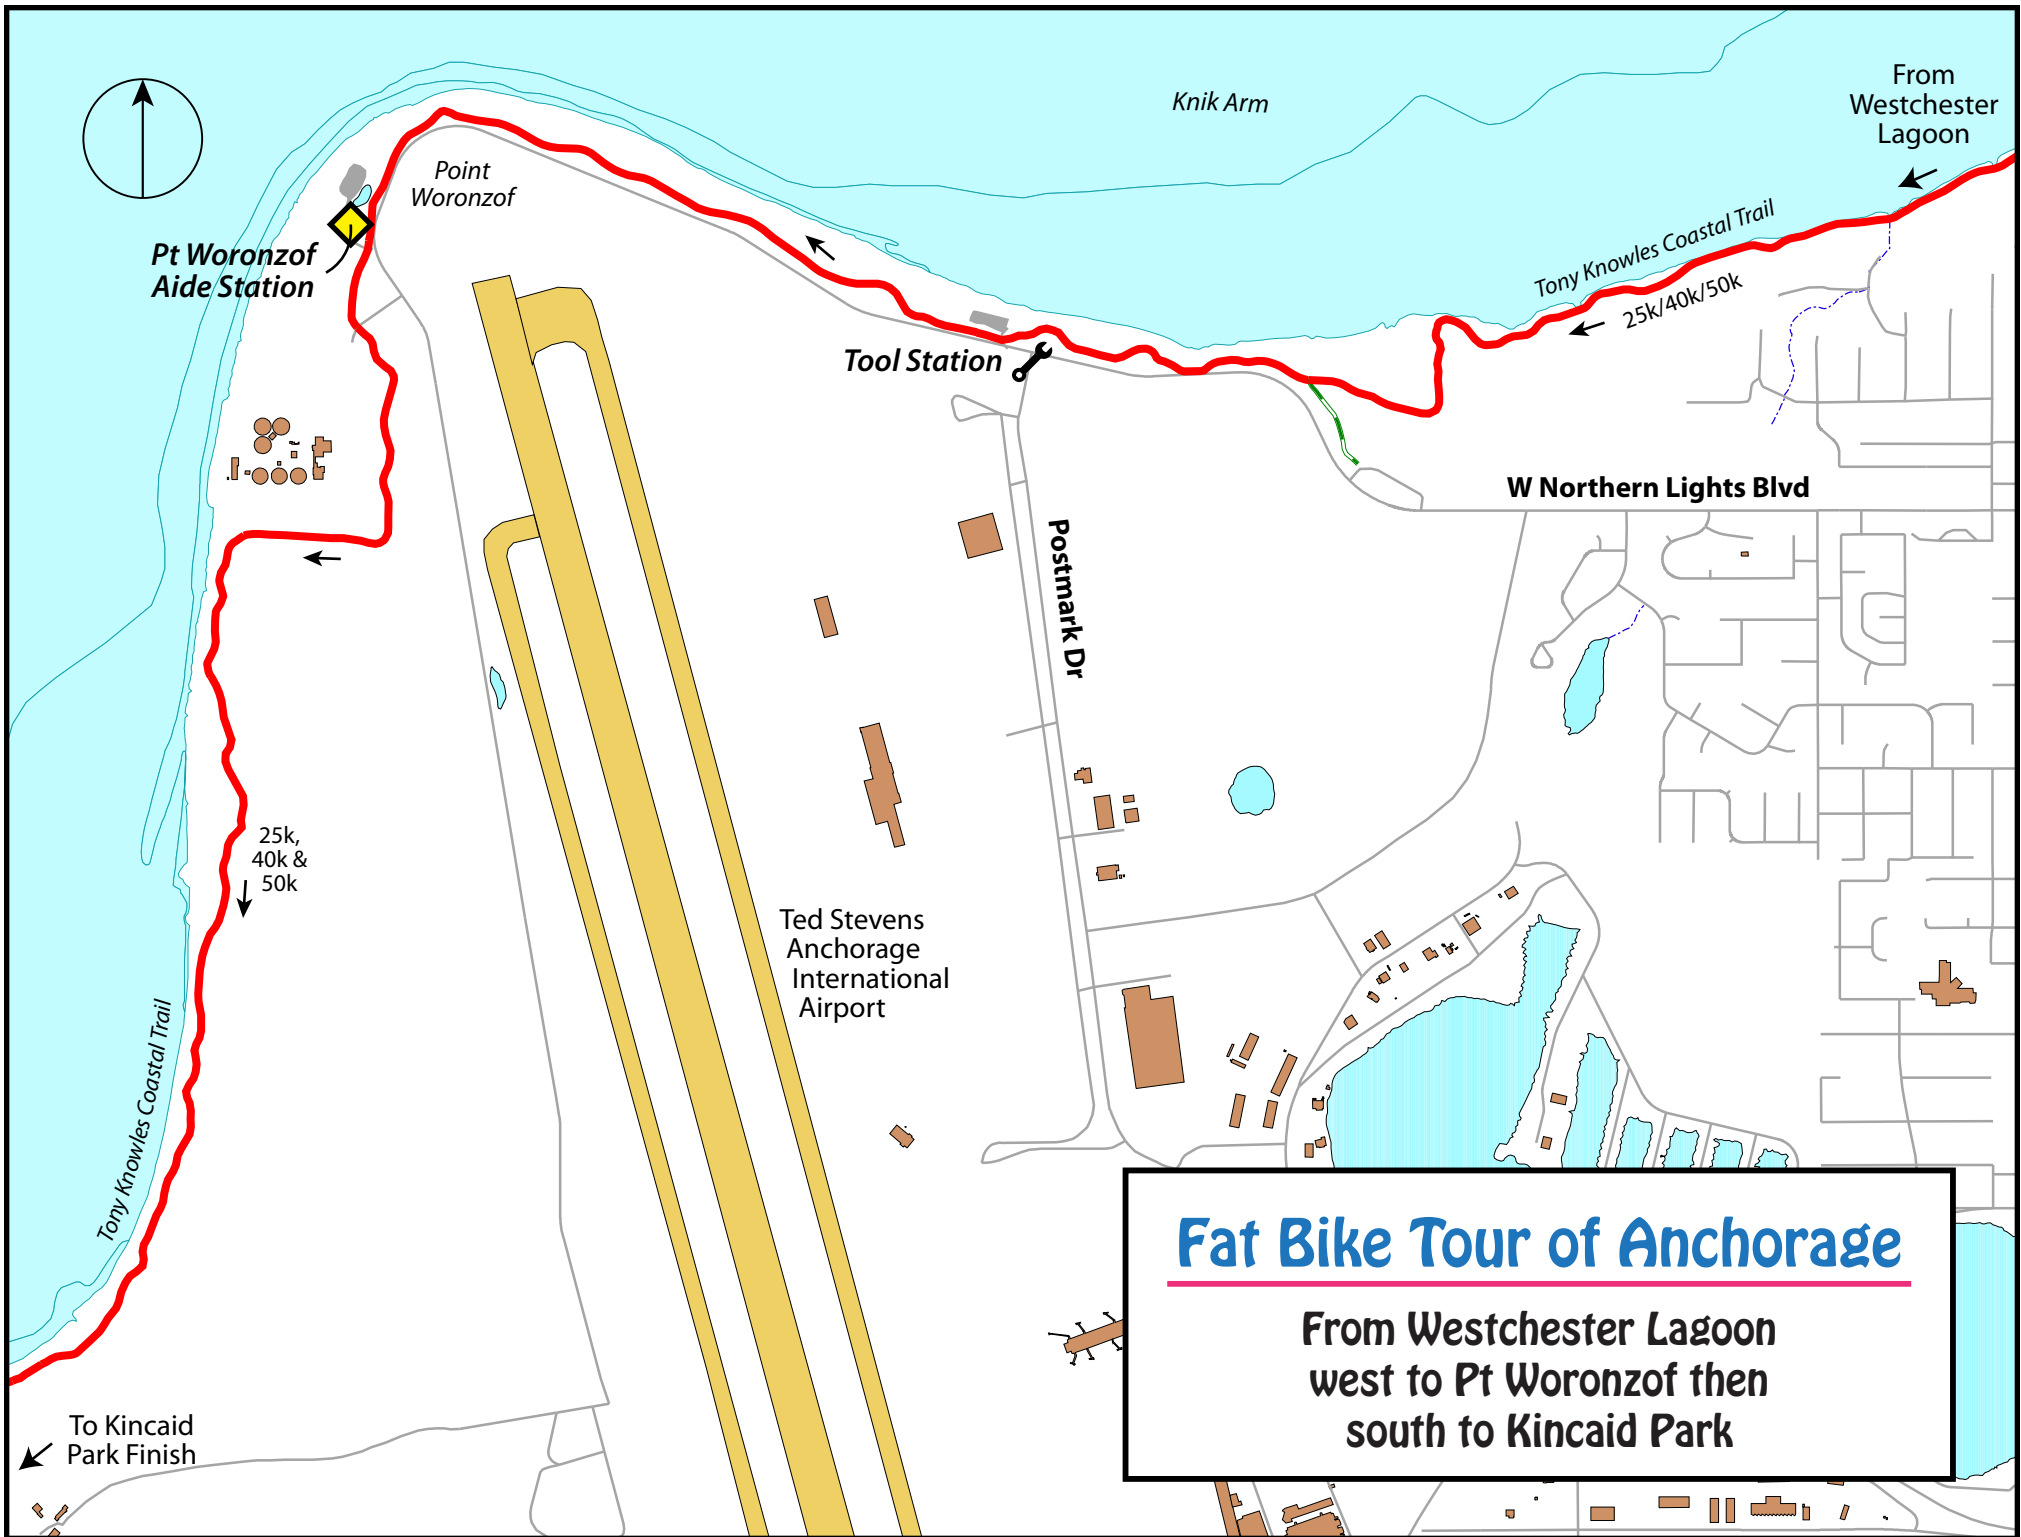 Knik Arm
From
Westchester
Lagoon
Point
Woronzof
Pt Woronzof
Aide Station
Tony Knowles Coastal Trail
25k/40k/50k
Tool Station
W Northern Lights Blvd
Postmark Dr
25k,
40k &
50k
Ted Stevens
Anchorage
International
Airport
Tony Knowles Coastal Trail
To Kincaid
Park Finish
Fat Bike Tour of Anchorage
From Westchester Lagoon
west to Pt Woronzof then
south to Kincaid Park